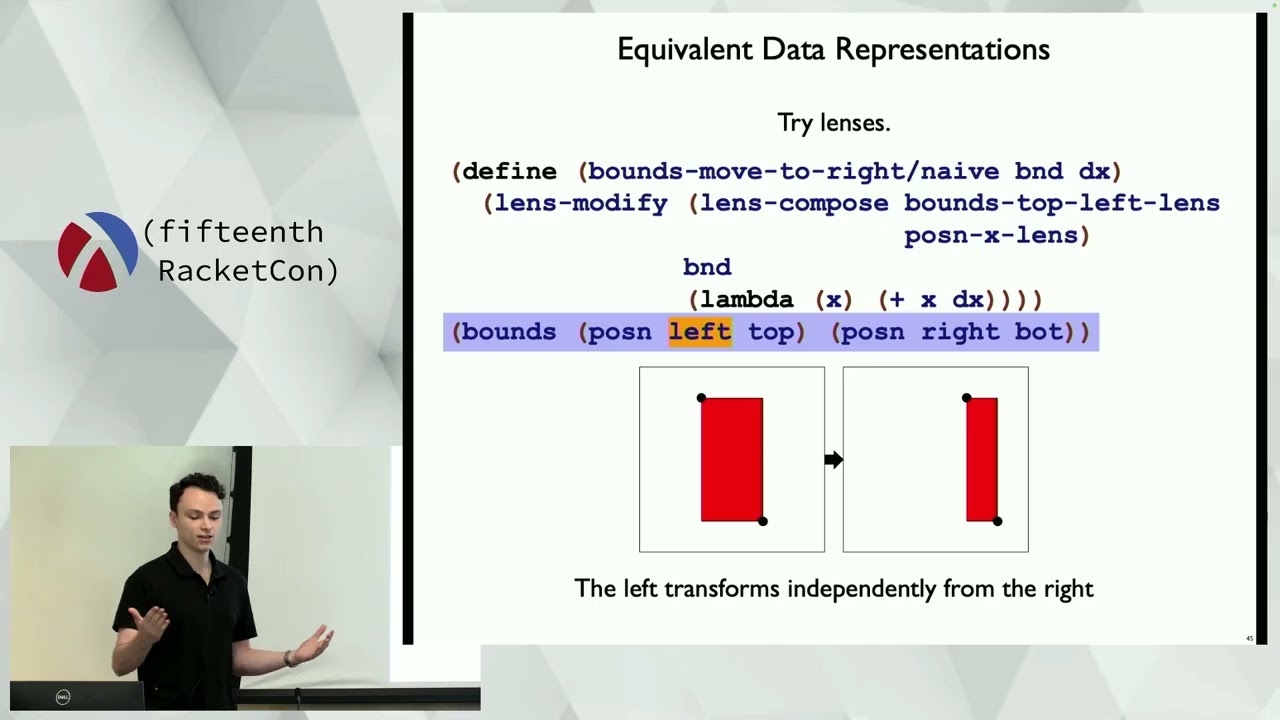 Equivalent Data Representations
Try lenses.
(define (bounds-move-to-right/naive bnd dx)
(lens-modify (lens-compose bounds-top-left-lens
posn-x-lens)
bnd
(lambda (x) (+ x dx))))
(bounds (posn left top) (posn right bot))
The left transforms independently from the right
45
(fifteenth
RacketCon)
DELL